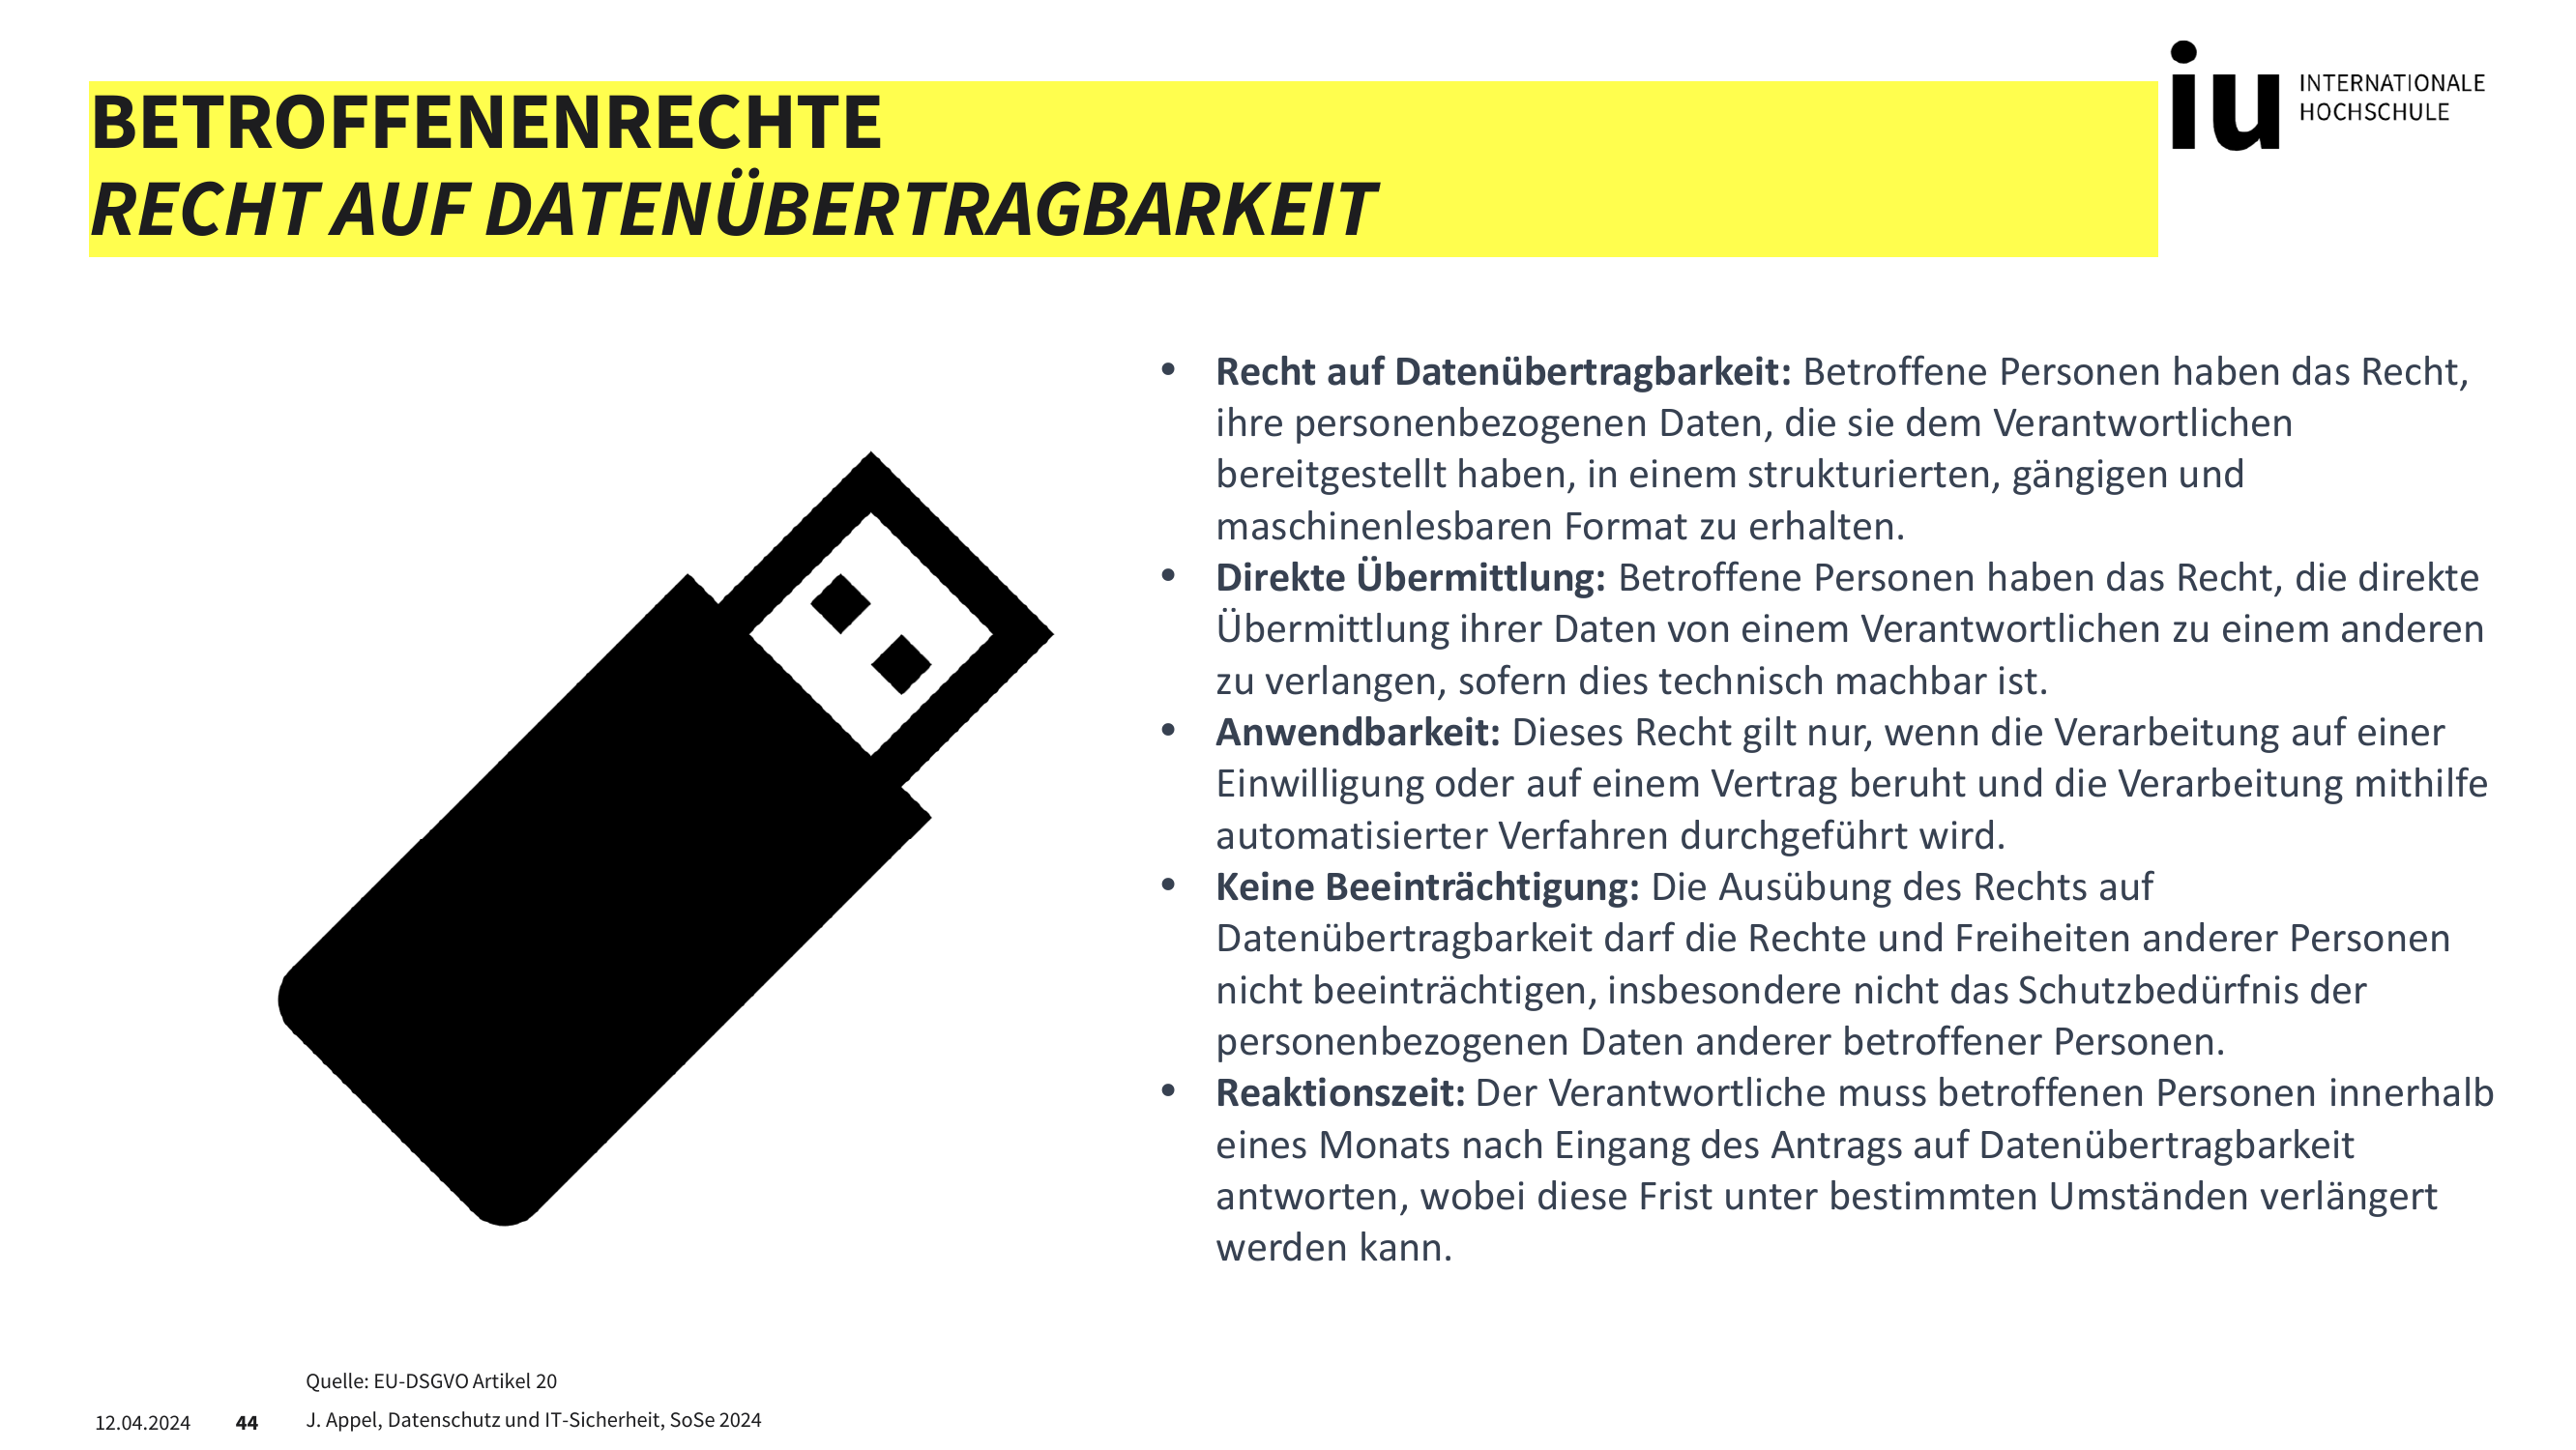 BETROFFENENRECHTE
RECHT AUF DATENÜBERTRAGBARKEIT
iu INTERNATIONALE
HOCHSCHULE
• Recht auf Datenübertragbarkeit: Betroffene Personen haben das Recht,
ihre personenbezogenen Daten, die sie dem Verantwortlichen
bereitgestellt haben, in einem strukturierten, gängigen und
maschinenlesbaren Format zu erhalten.
• Direkte Übermittlung: Betroffene Personen haben das Recht, die direkte
Übermittlung ihrer Daten von einem Verantwortlichen zu einem anderen
zu verlangen, sofern dies technisch machbar ist.
• Anwendbarkeit: Dieses Recht gilt nur, wenn die Verarbeitung auf einer
Einwilligung oder auf einem Vertrag beruht und die Verarbeitung mithilfe
automatisierter Verfahren durchgeführt wird.
• Keine Beeinträchtigung: Die Ausübung des Rechts auf
Datenübertragbarkeit darf die Rechte und Freiheiten anderer Personen
nicht beeinträchtigen, insbesondere nicht das Schutzbedürfnis der
personenbezogenen Daten anderer betroffener Personen.
• Reaktionszeit: Der Verantwortliche muss betroffenen Personen innerhalb
eines Monats nach Eingang des Antrags auf Datenübertragbarkeit
antworten, wobei diese Frist unter bestimmten Umständen verlängert
werden kann.
Quelle: EU-DSGVO Artikel 20
12.04.2024 44 J. Appel, Datenschutz und IT-Sicherheit, SoSe 2024